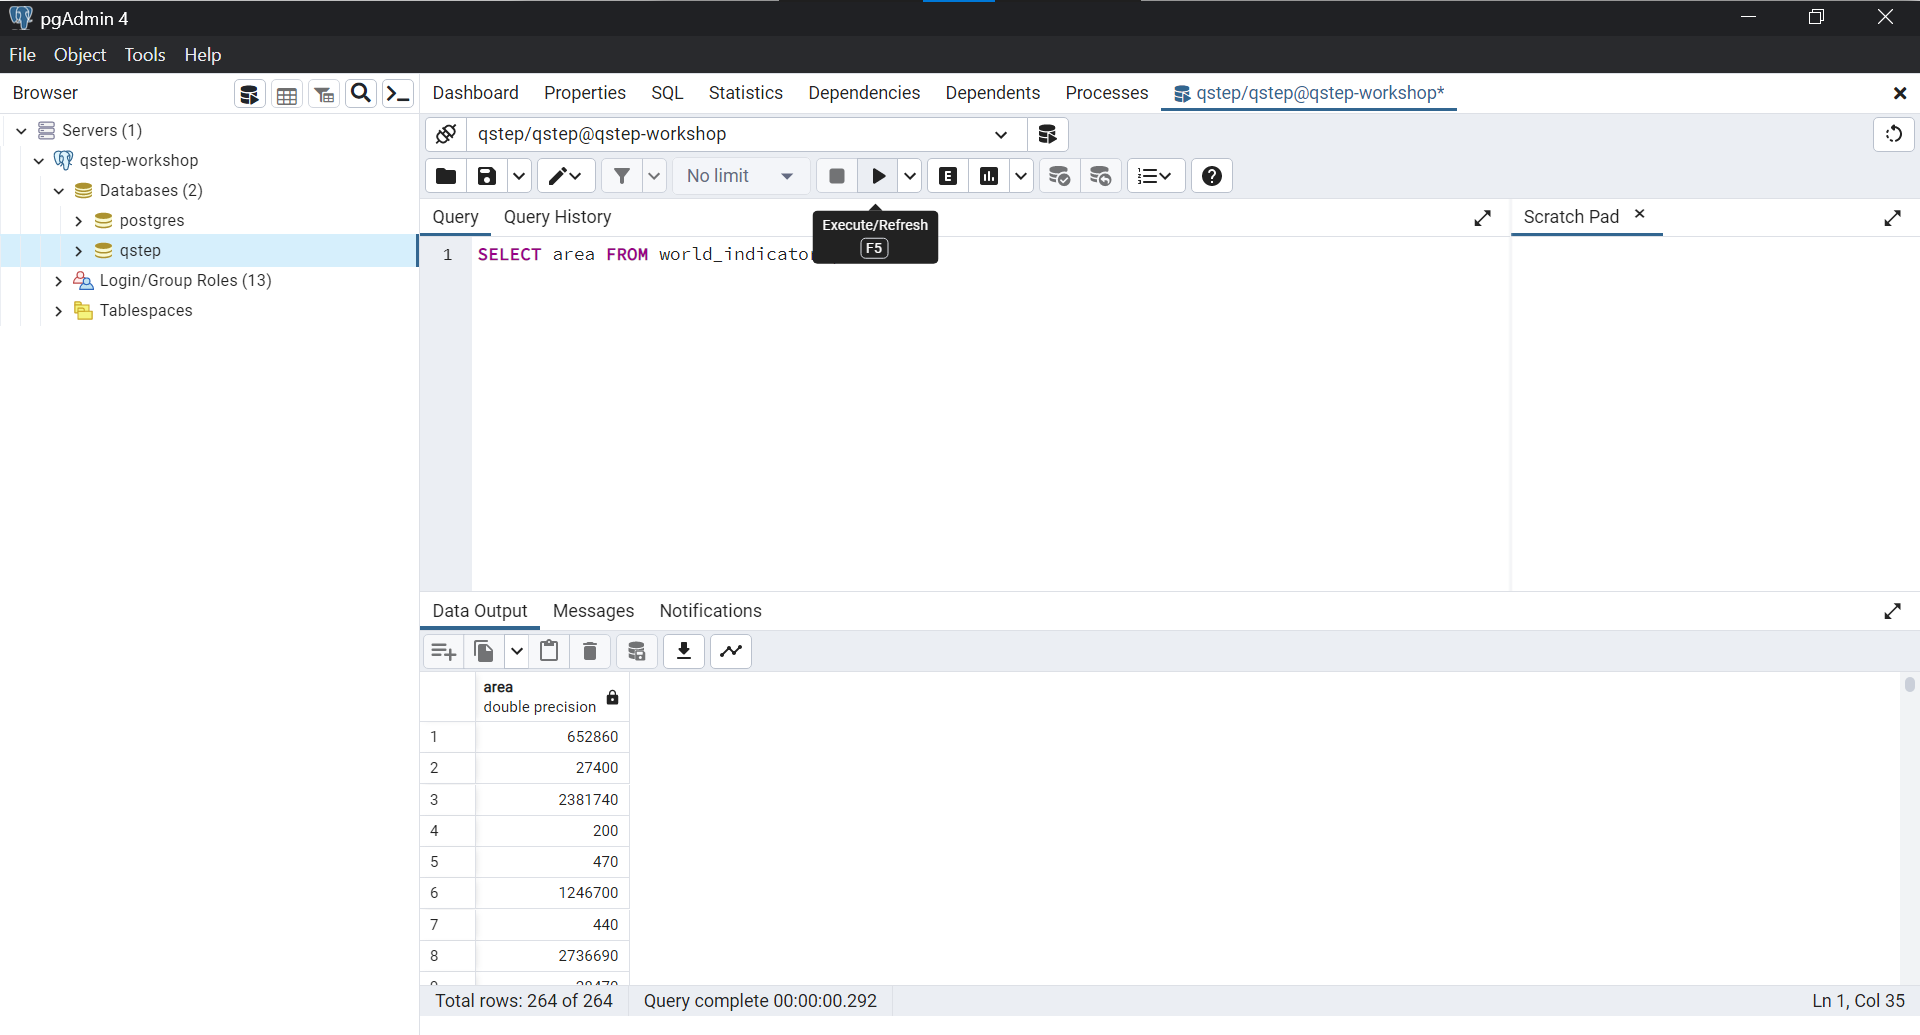 pgAdmin 4
File Object Tools Help
Browser
Dashboard Properties SQL Statistics Dependencies Dependents Processes qstep/qstep@qstep-workshop*
Servers (1)
qstep-workshop
Databases (2)
postgres
qstep
Login/Group Roles (13)
Tablespaces
qstep/qstep@qstep-workshop
No limit
E
Query Query History
Scratch Pad
Execute/Refresh
F5
1 SELECT area FROM
Data Output Messages Notifications
area
double precision
1 652860
2 27400
3 2381740
4 200
5 470
6 1246700
7 440
8 2736690
Total rows: 264 of 264 Query complete 00:00:00.292 Ln 1, Col 35